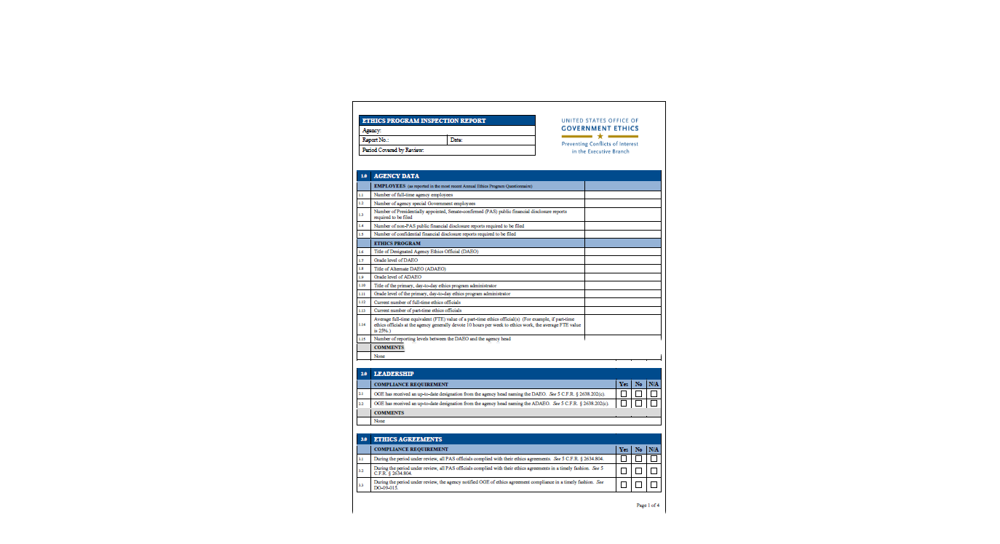 ETHICS PROGRAM INSPECTION REPORT
Agency:
Report No.: Date:
Period Covered by Review:
UNITED STATES OFFICE OF
GOVERNMENT ETHICS
Preventing Conflicts of Interest
in the Executive Branch
1.0 AGENCY DATA
EMPLOYEES (as reported in the most recent Annual Ethics Program Questionnaire)
1.1 Number of full-time agency employees
1.2 Number of agency special Government employees
1.3 Number of Presidentially appointed, Senate-confirmed (PAS) public financial disclosure reports
required to be filed
1.4 Number of non-PAS public financial disclosure reports required to be filed
1.5 Number of confidential financial disclosure reports required to be filed
ETHICS PROGRAM
1.6 Title of Designated Agency Ethics Official (DAEO)
1.7 Grade level of DAEO
1.8 Title of Alternate DAEO (ADAEO)
1.9 Grade level of ADAEO
1.10 Title of the primary, day-to-day ethics program administrator
1.11 Grade level of the primary, day-to-day ethics program administrator
1.12 Current number of full-time ethics officials
1.13 Current number of part-time ethics officials
1.14 Average full-time equivalent (FTE) value of a part-time ethics official(s) (For example, if part-time
ethics officials at the agency generally devote 10 hours per week to ethics work, the average FTE value
is 25%.)
1.15 Number of reporting levels between the DAEO and the agency head
COMMENTS
None
2.0 LEADERSHIP
COMPLIANCE REQUIREMENT Yes No N/A
2.1 OGE has received an up-to-date designation from the agency head naming the DAEO. See 5 C.F.R. § 2638.202(c).
2.2 OGE has received an up-to-date designation from the agency head naming the ADAEO. See 5 C.F.R. § 2638.202(c).
COMMENTS
None
3.0 ETHICS AGREEMENTS
COMPLIANCE REQUIREMENT Yes No N/A
3.1 During the period under review, all PAS officials complied with their ethics agreements. See 5 C.F.R. § 2634.804.
3.2 During the period under review, all PAS officials complied with their ethics agreements in a timely fashion. See 5
C.F.R. § 2634.804.
3.3 During the period under review, the agency notified OGE of ethics agreement compliance in a timely fashion. See
DO-09-015.
Page 1 of 4